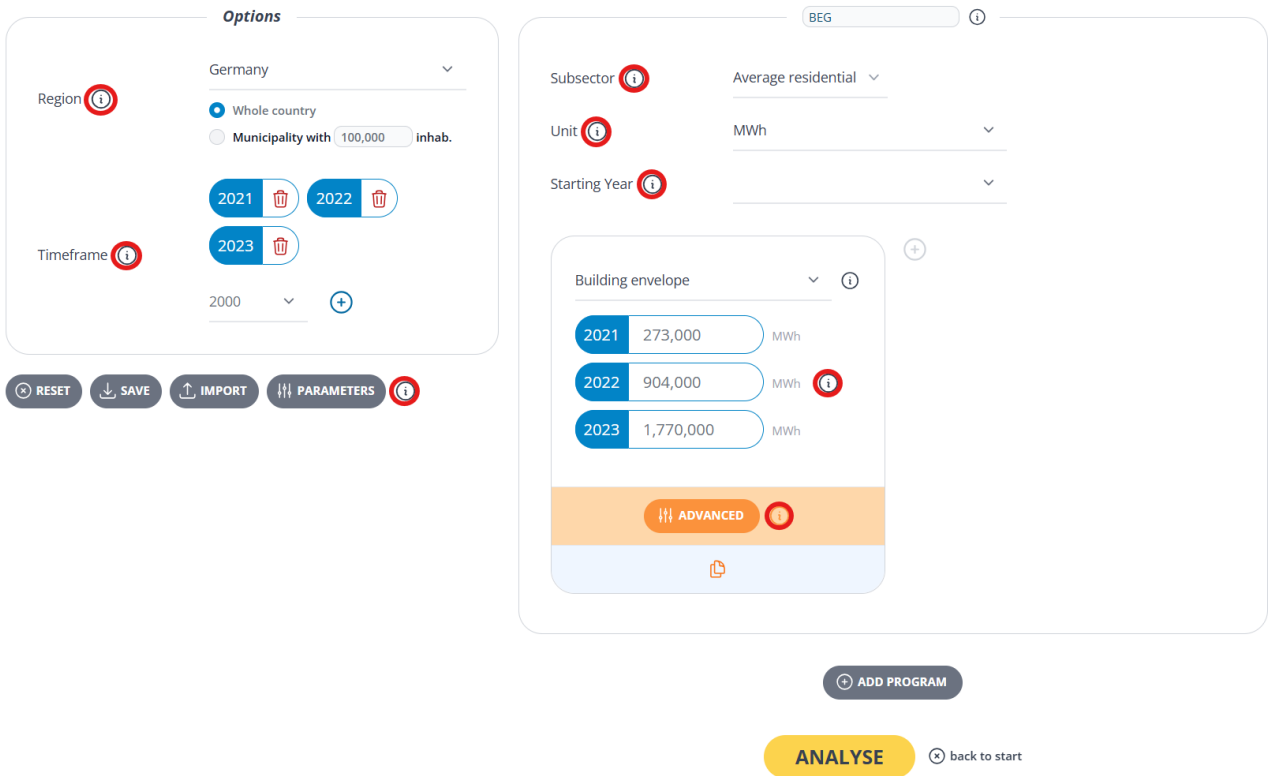 Options
Region
Germany
Whole country
Municipality with 100,000 inhab.
Timeframe
2021
2022
2023
2000
RESET
SAVE
IMPORT
PARAMETERS
BEG
Subsector
Average residential
Unit
MWh
Starting Year
Building envelope
2021 273,000 MWh
2022 904,000 MWh
2023 1,770,000 MWh
ADVANCED
ADD PROGRAM
ANALYSE
back to start